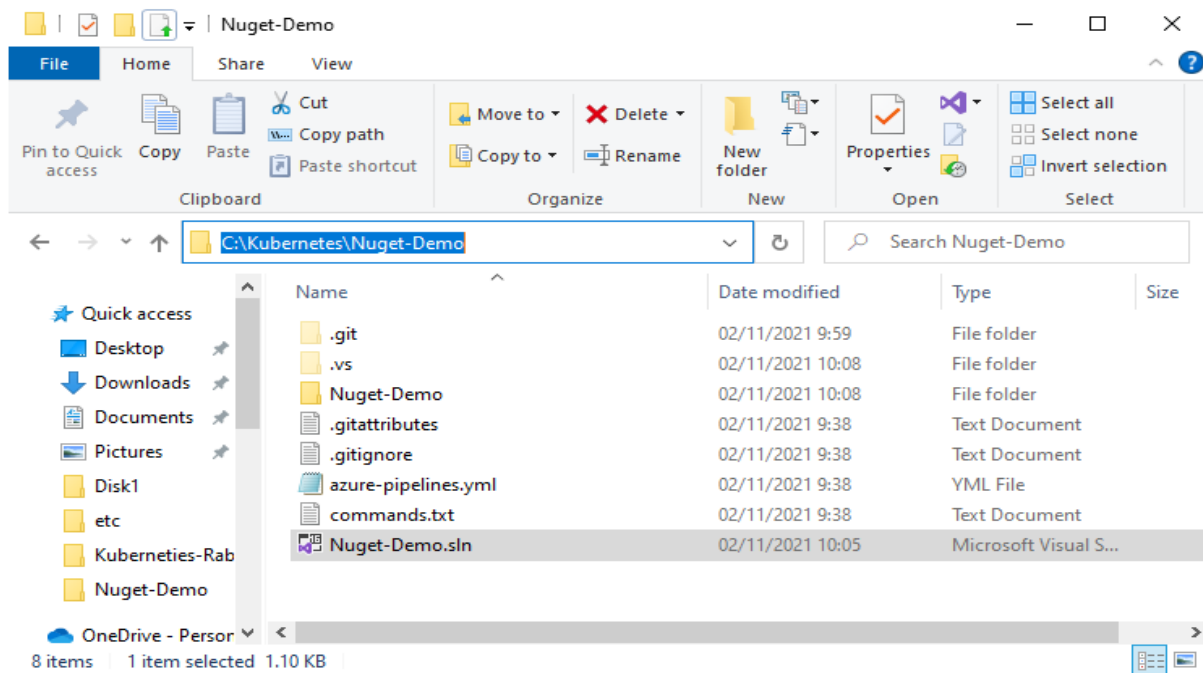 Nuget-Demo
File Home Share View
Pin to Quick access
Copy
Paste
Cut
Copy path
Paste shortcut
Clipboard
Move to
Copy to
Delete
Rename
Organize
New folder
New
Properties
Open
Select all
Select none
Invert selection
Select
C:\Kubernetes\Nuget-Demo
Search Nuget-Demo
Quick access
Desktop
Downloads
Documents
Pictures
Disk1
etc
Kuberneties-Rab
Nuget-Demo
OneDrive - Person
Name Date modified Type Size
.git 02/11/2021 9:59 File folder
.vs 02/11/2021 10:08 File folder
Nuget-Demo 02/11/2021 10:08 File folder
.gitattributes 02/11/2021 9:38 Text Document
.gitignore 02/11/2021 9:38 Text Document
azure-pipelines.yml 02/11/2021 9:38 YML File
commands.txt 02/11/2021 9:38 Text Document
Nuget-Demo.sln 02/11/2021 10:05 Microsoft Visual S...
8 items 1 item selected 1.10 KB